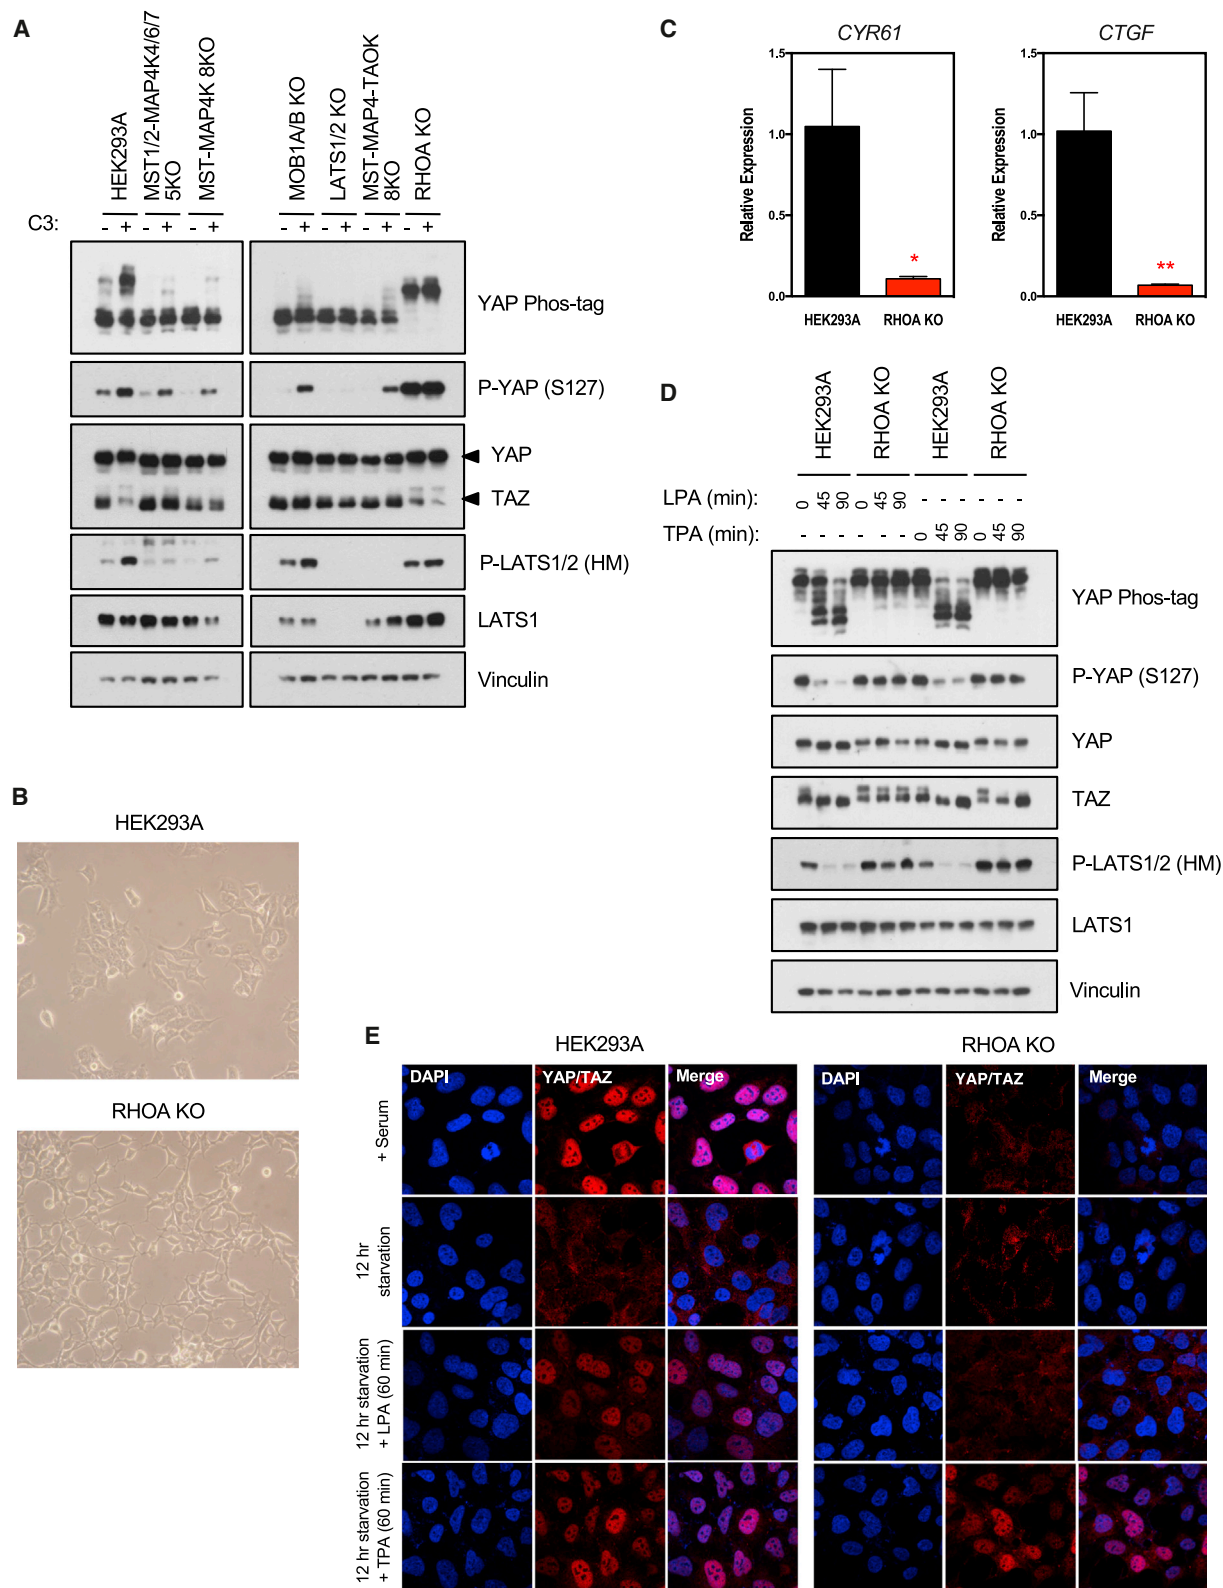 A
HEK293A
MST1/2-MAP4K4/6/7
5KO
MST-MAP4K 8KO
MOB1A/B KO
LATS1/2 KO
MST-MAP4-TAOK
8KO
RHOA KO
C3: - + - + - + - + - + - + - +
YAP Phos-tag
P-YAP (S127)
YAP
TAZ
P-LATS1/2 (HM)
LATS1
Vinculin
B
HEK293A
RHOA KO
C
CYR61
Relative Expression
1.5
1.0
0.5
0.0
*
HEK293A RHOA KO
CTGF
Relative Expression
1.5
1.0
0.5
0.0
**
HEK293A RHOA KO
D
HEK293A
RHOA KO
HEK293A
RHOA KO
LPA (min): 0 45 90 0 45 90 - - - - - -
TPA (min): - - - - - - 0 45 90 0 45 90
YAP Phos-tag
P-YAP (S127)
YAP
TAZ
P-LATS1/2 (HM)
LATS1
Vinculin
E
HEK293A
RHOA KO
DAPI YAP/TAZ Merge DAPI YAP/TAZ Merge
+ Serum
12 hr
starvation
12 hr starvation
+ LPA (60 min)
12 hr starvation
+ TPA (60 min)